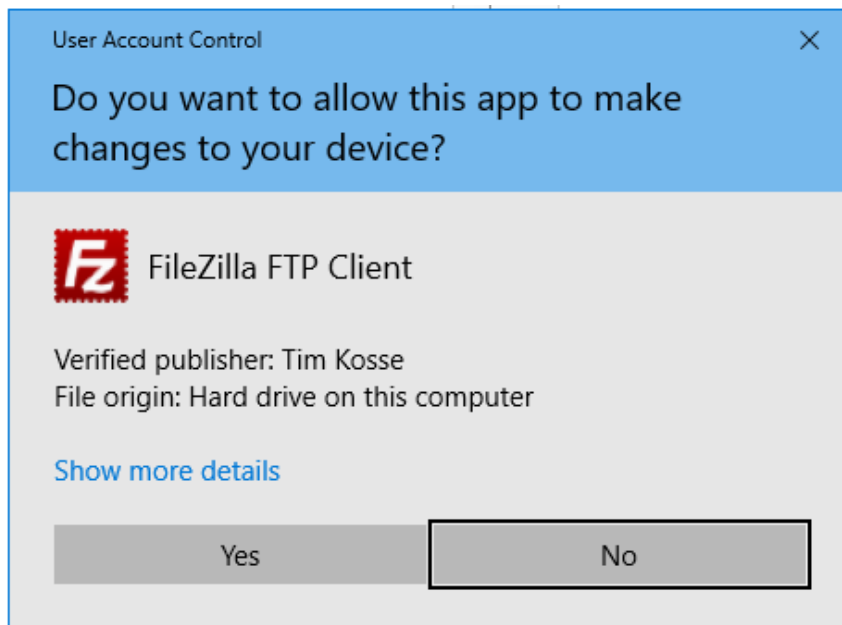 User Account Control
Do you want to allow this app to make
changes to your device?
Fz
FileZilla FTP Client
Verified publisher: Tim Kosse
File origin: Hard drive on this computer
Show more details
Yes
No